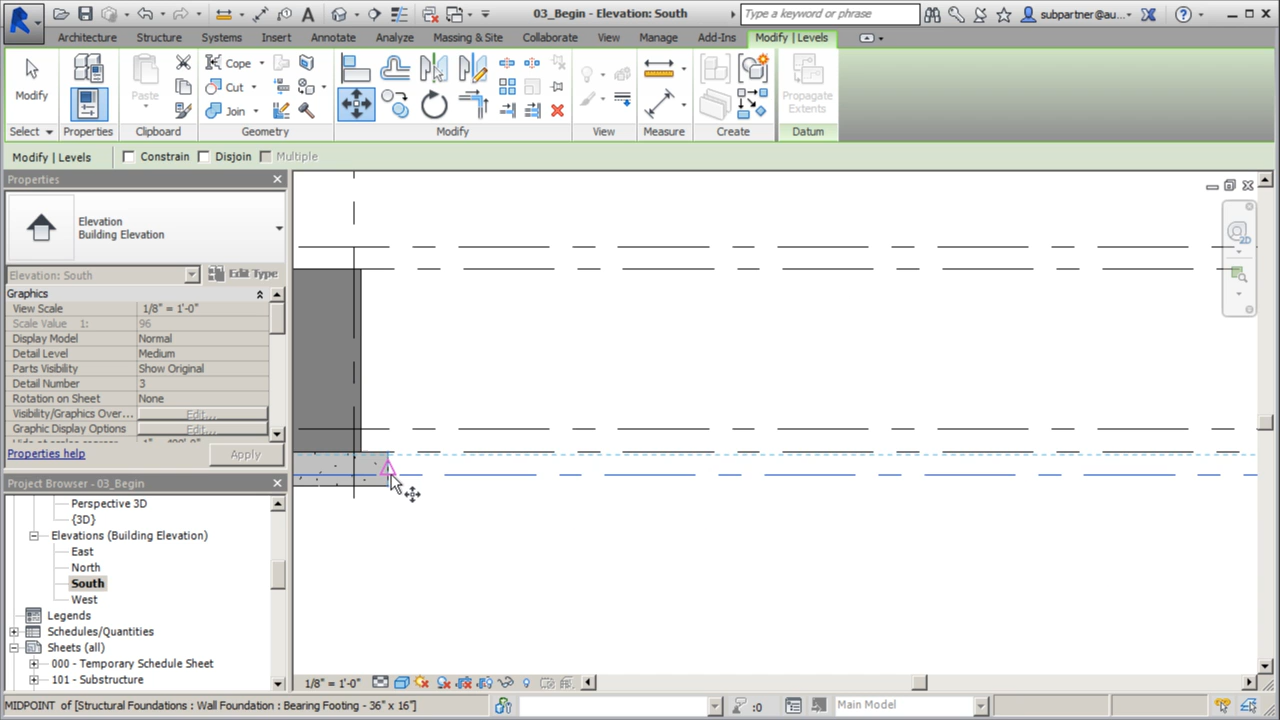 03_Begin - Elevation: South
Type a keyword or phrase
subpartner@au...
Architecture Structure Systems Insert Annotate Analyze Massing & Site Collaborate View Manage Add-Ins Modify | Levels
Modify
Paste
Cope
Cut
Join
Propagate
Extents
Select Properties Clipboard Geometry Modify View Measure Create Datum
Modify | Levels Constrain Disjoin Multiple
Properties
Elevation
Building Elevation
Elevation: South Edit Type
Graphics
View Scale 1/8" = 1'-0"
Scale Value 1: 96
Display Model Normal
Detail Level Medium
Parts Visibility Show Original
Detail Number 3
Rotation on Sheet None
Visibility/Graphics Over... Edit...
Graphic Display Options Edit...
Properties help Apply
Project Browser - 03_Begin
Perspective 3D
{3D}
Elevations (Building Elevation)
East
North
South
West
Legends
Schedules/Quantities
Sheets (all)
000 - Temporary Schedule Sheet
101 - Substructure
2D
1/8" = 1'-0"
MIDPOINT of [Structural Foundations : Wall Foundation : Bearing Footing - 36" x 16"] :0 Main Model